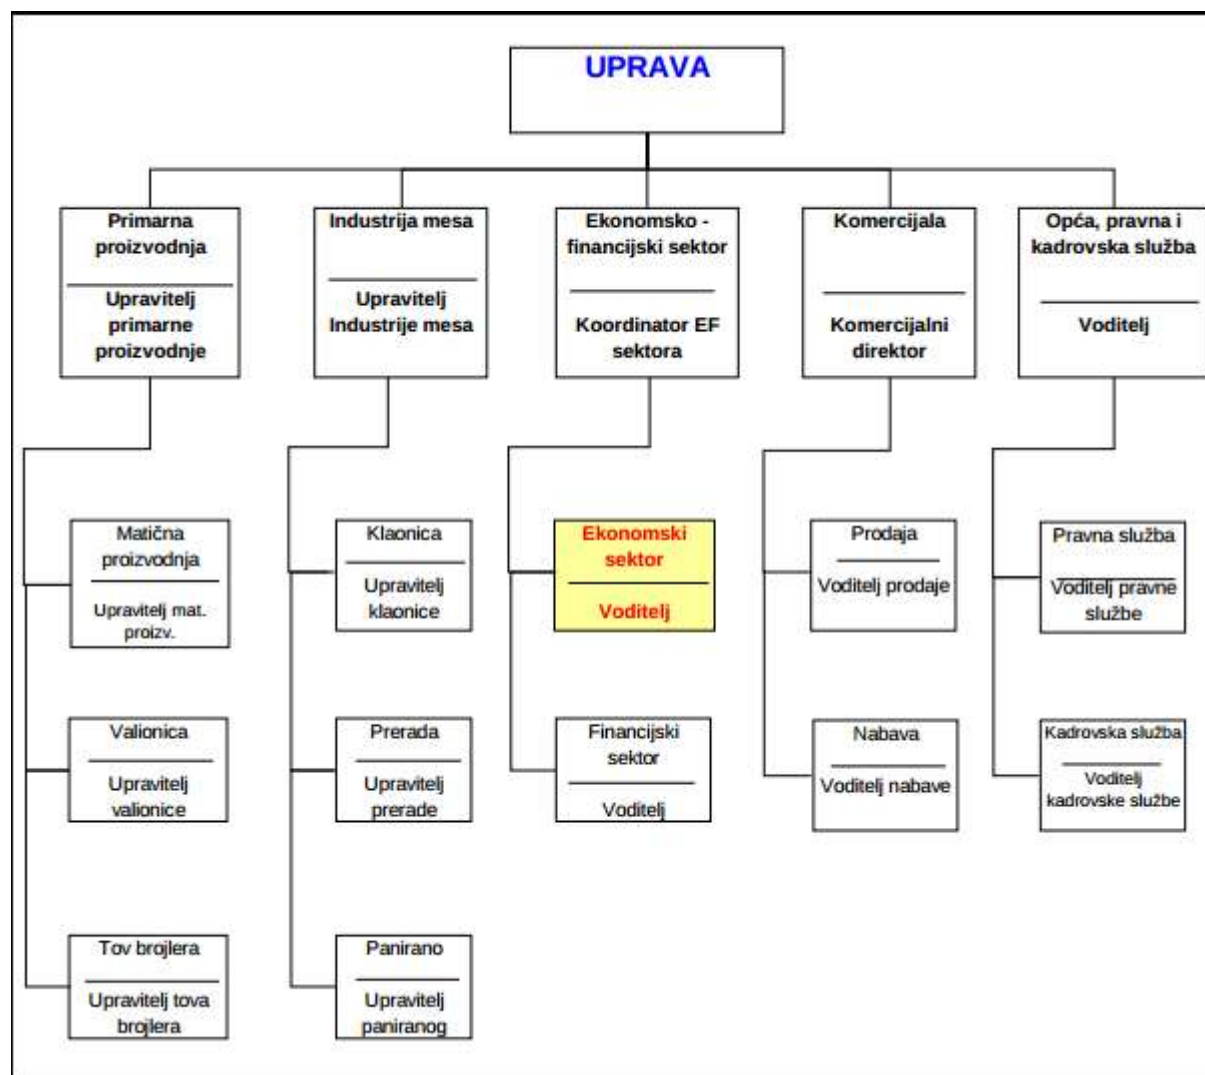 UPRAVA
Primarna
proizvodnja
Upravitelj
primarne
proizvodnje
Industrija mesa
Upravitelj
Industrije mesa
Ekonomsko -
financijski sektor
Koordinator EF
sektora
Komercijala
Komercijalni
direktor
Opća, pravna i
kadrovska služba
Voditelj
Matična
proizvodnja
Upravitelj mat.
proizv.
Klaonica
Upravitelj
klaonice
Ekonomski
sektor
Voditelj
Prodaja
Voditelj prodaje
Pravna služba
Voditelj pravne
službe
Valionica
Upravitelj
valionice
Prerada
Upravitelj
prerade
Financijski
sektor
Voditelj
Nabava
Voditelj nabave
Kadrovska služba
Voditelj
kadrovske službe
Tov brojlera
Upravitelj tova
brojlera
Panirano
Upravitelj
paniranog